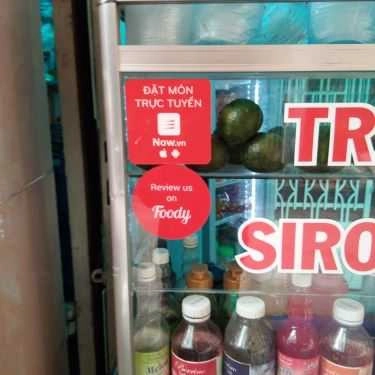 ĐẶT MÓN
TRỰC TUYẾN
Now.vn
Review us
on
Foody
TR
SIRO